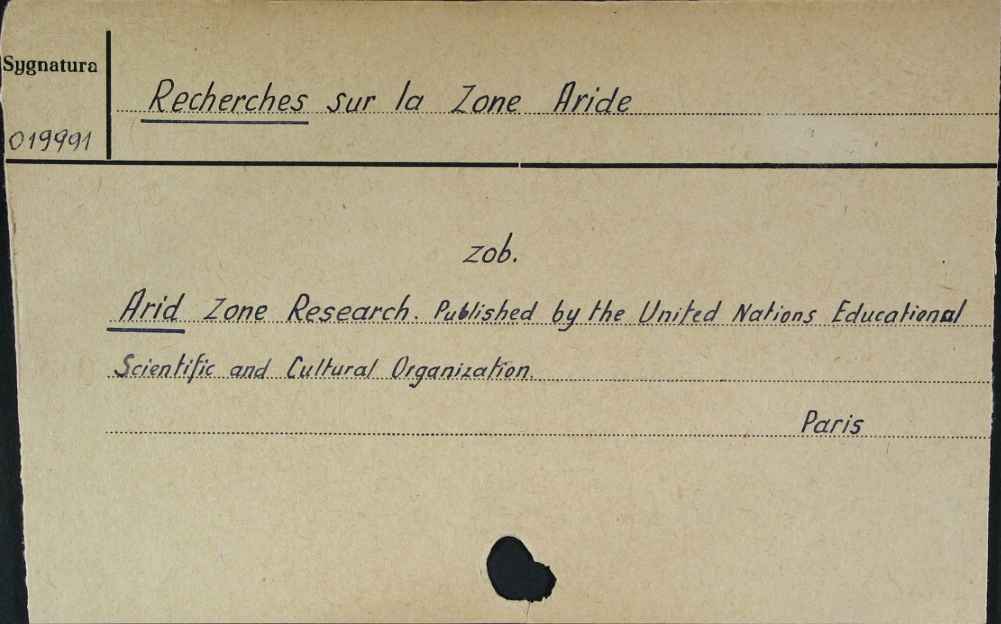 Sygnatura
Recherches sur la Zone Aride
019991
zob.
Arid Zone Research. Published by the United Nations Educational
Scientific and Cultural Organization.
Paris